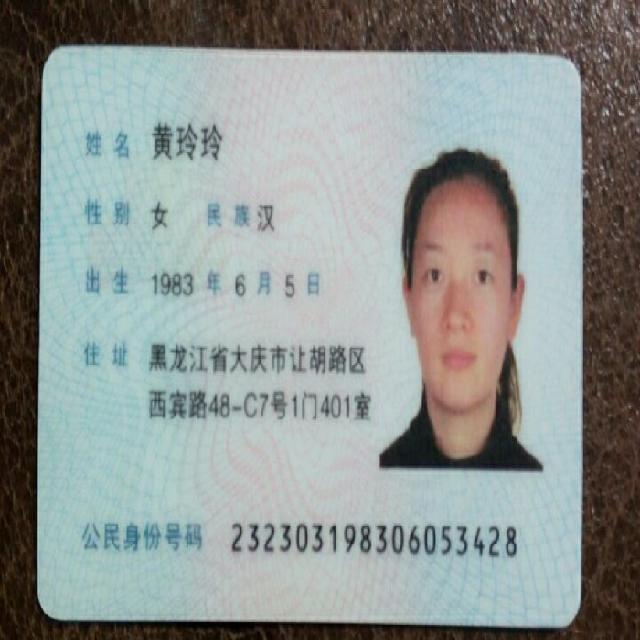 姓名 黄玲玲
性别 女 民族 汉
出生 1983 年 6 月 5 日
住址 黑龙江省大庆市让胡路区
西宾路48-C7号1门401室
公民身份号码 232303198306053428